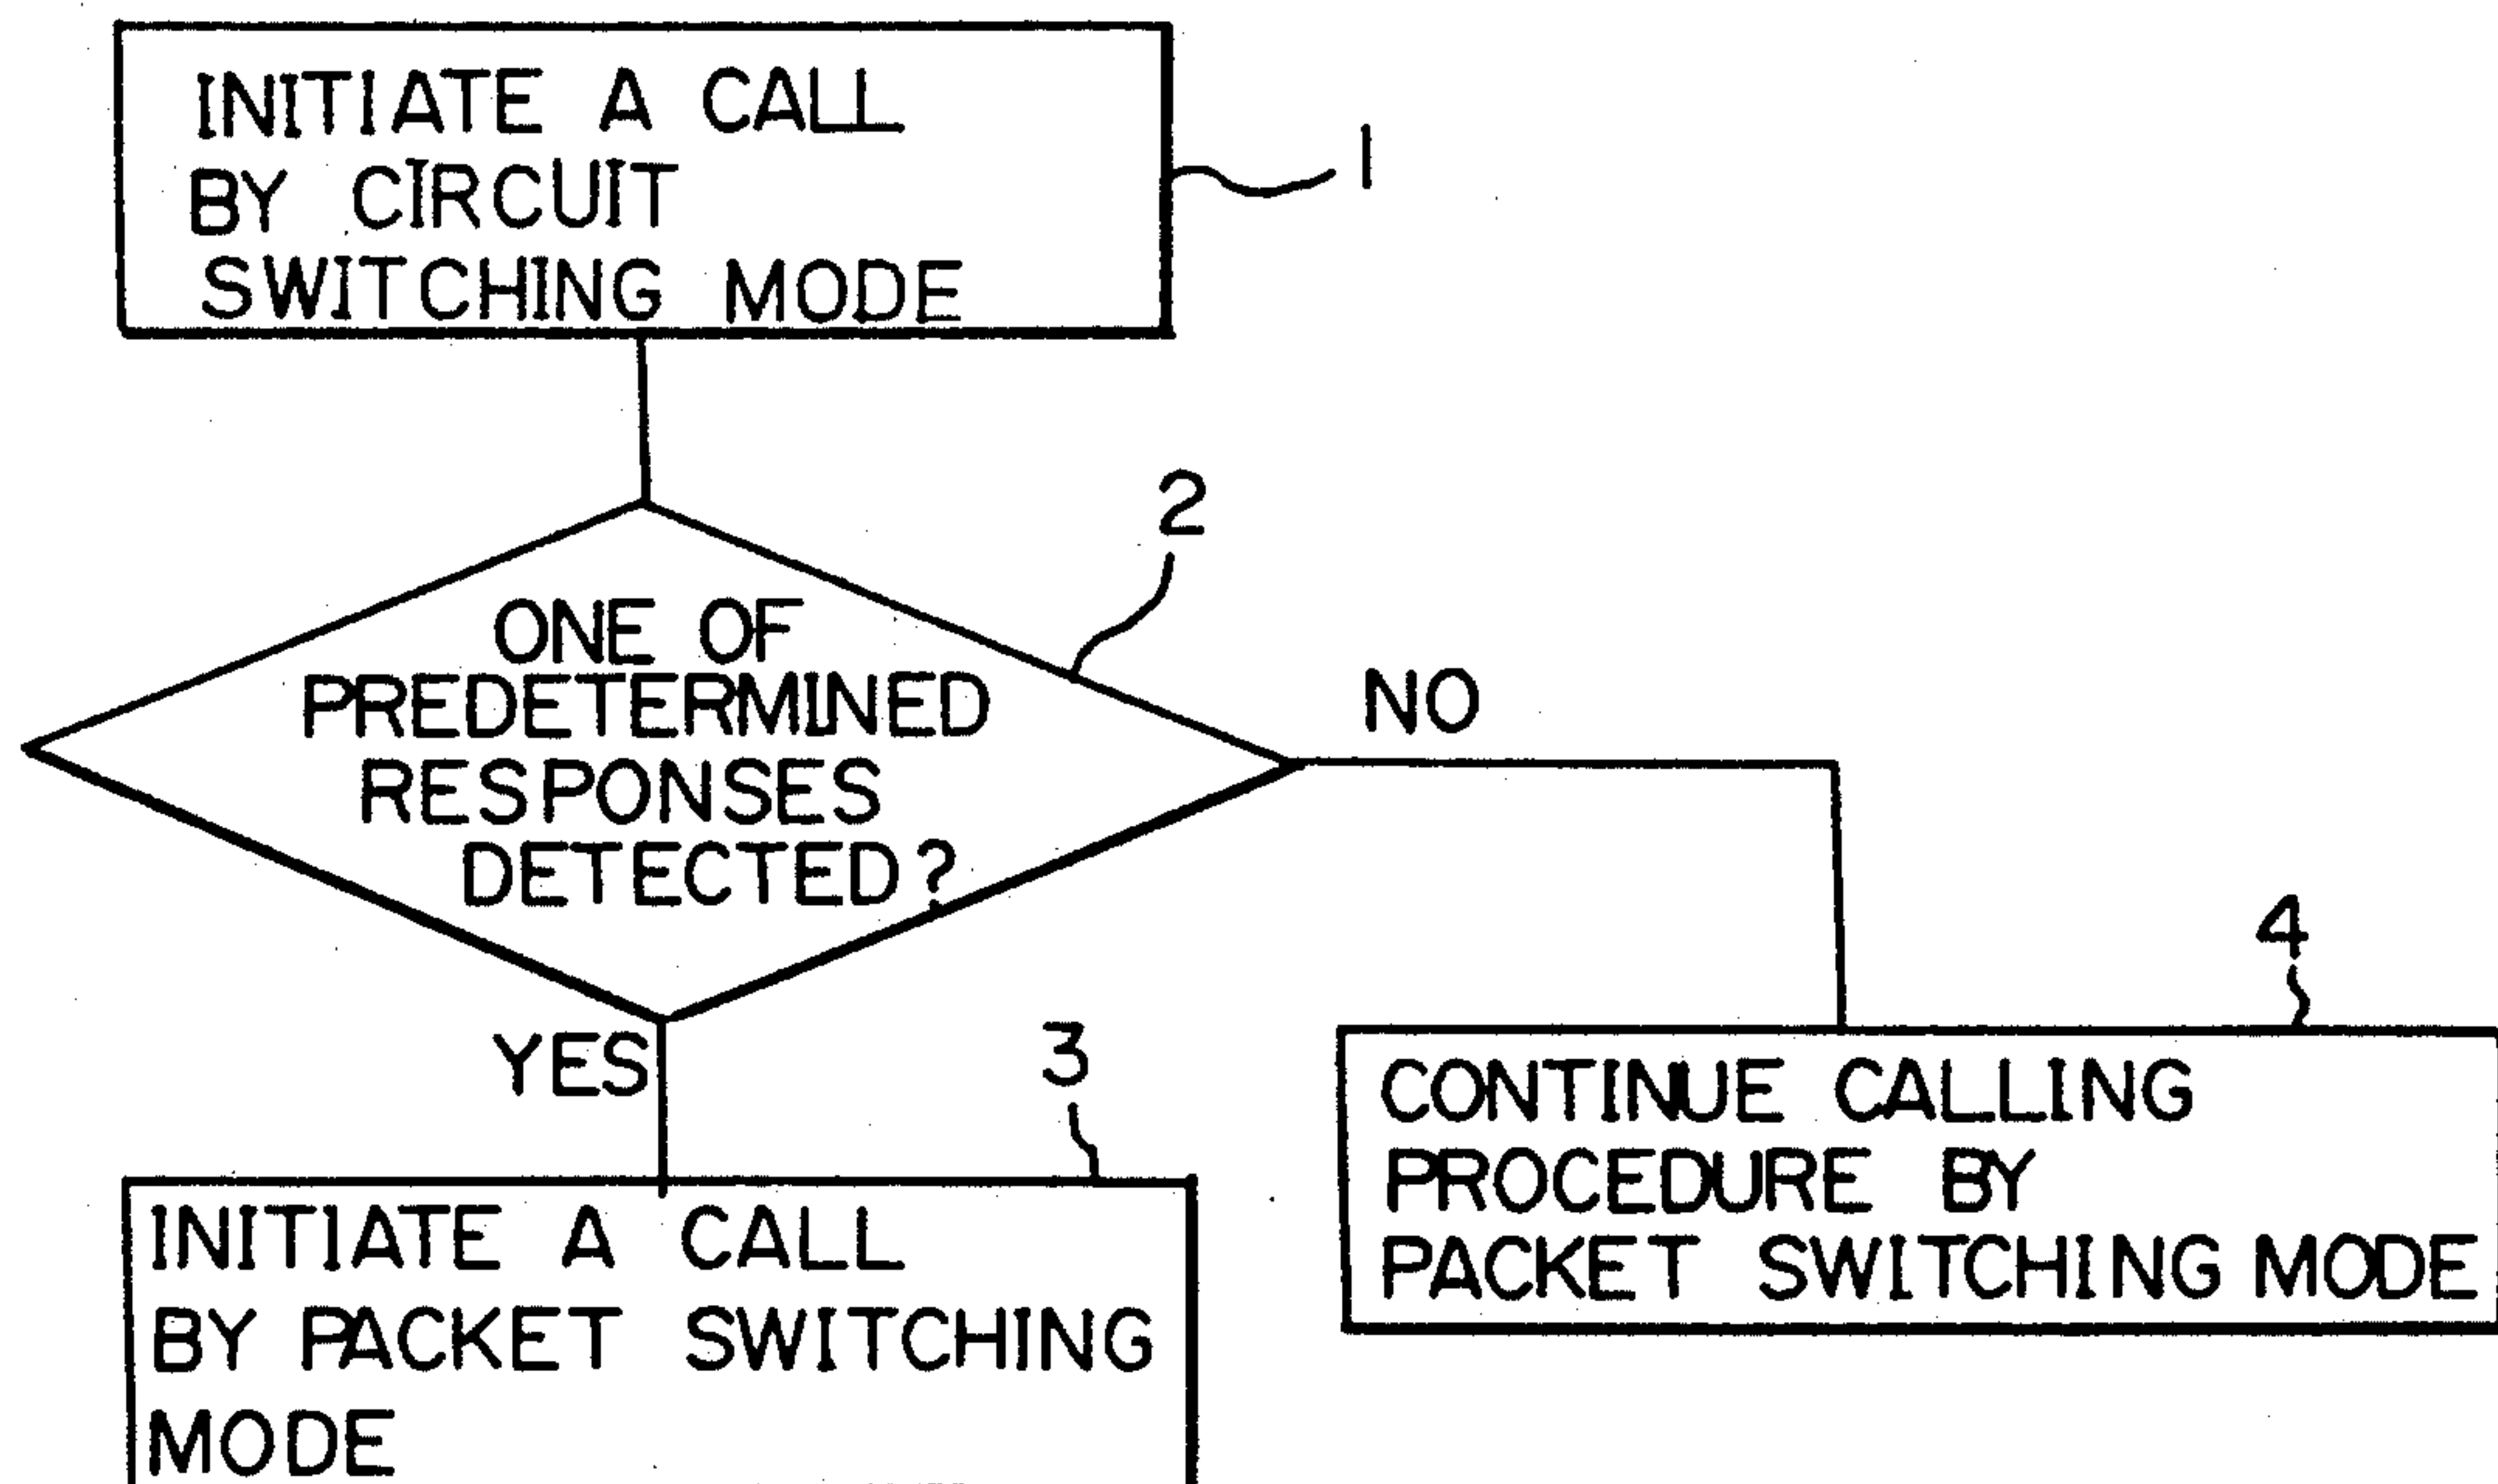 INITIATE A CALL
BY CIRCUIT
SWITCHING MODE
1
2
ONE OF
PREDETERMINED
RESPONSES
DETECTED?
NO
YES
3
4
INITIATE A CALL
BY PACKET SWITCHING
MODE
CONTINUE CALLING
PROCEDURE BY
PACKET SWITCHING MODE